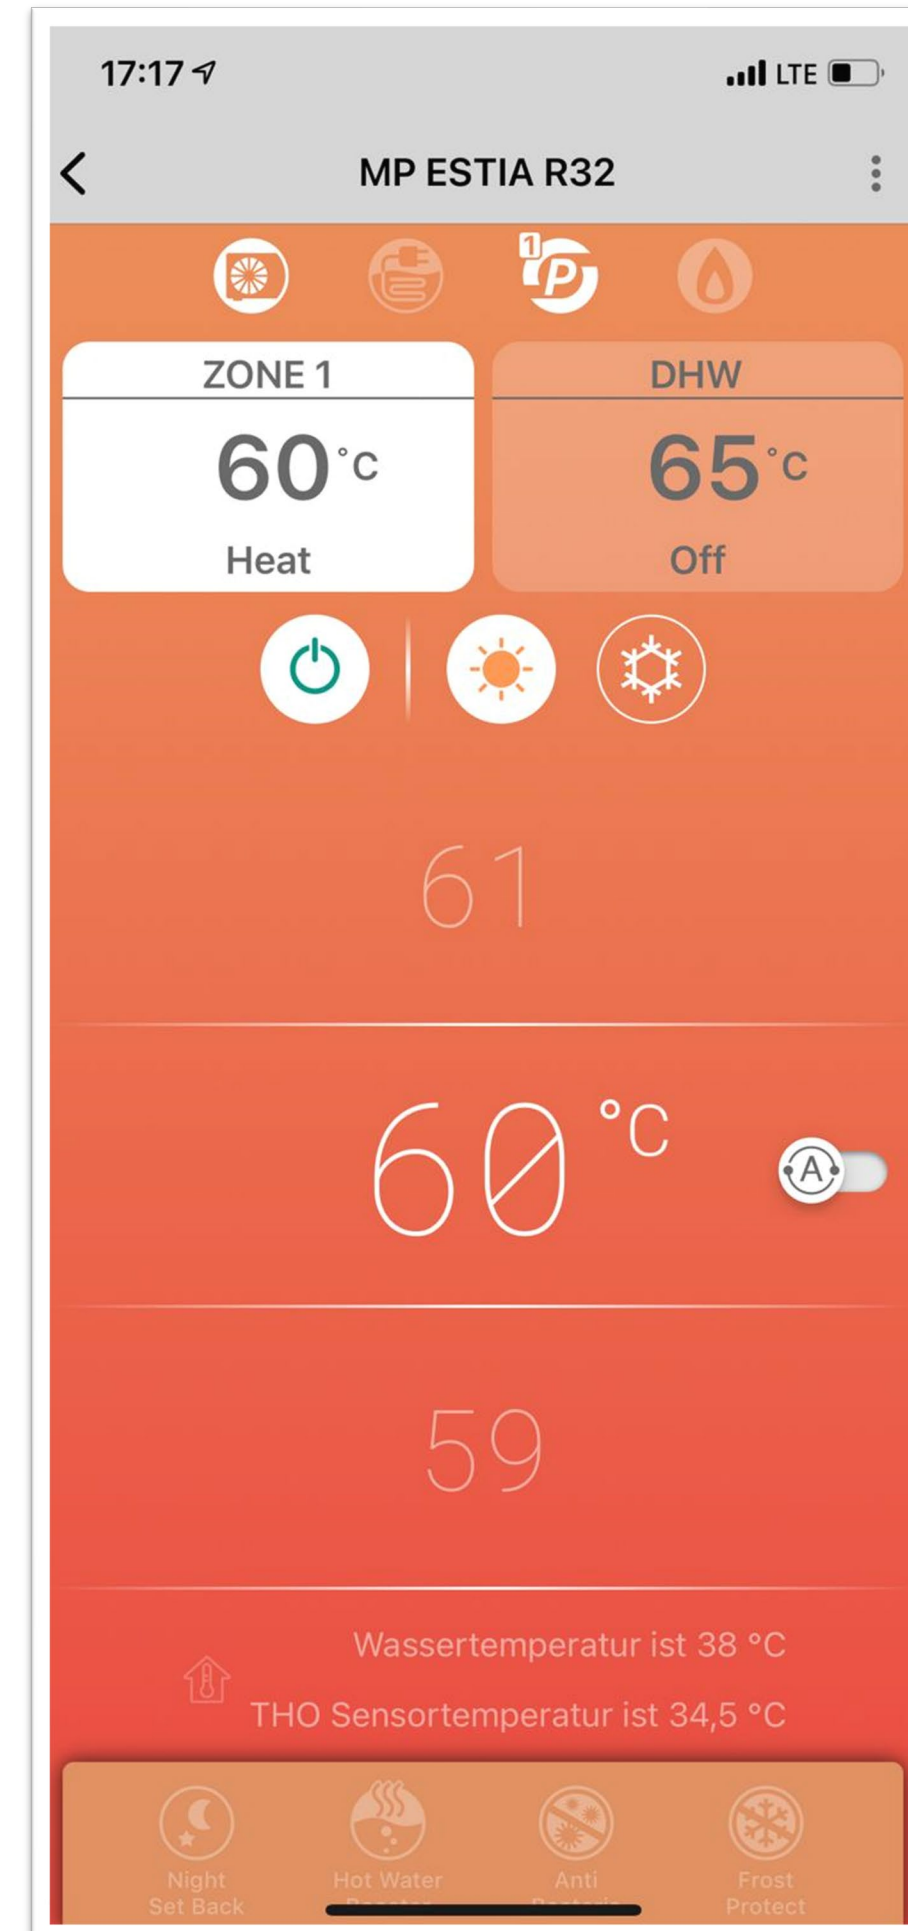 17:17
LTE
MP ESTIA R32
1
P
ZONE 1
DHW
60 °C
65 °C
Heat
Off
61
60 °C
A
59
Wassertemperatur ist 38 °C
THO Sensortemperatur ist 34,5 °C
Night
Set Back
Hot Water
Anti
Frost
Protect